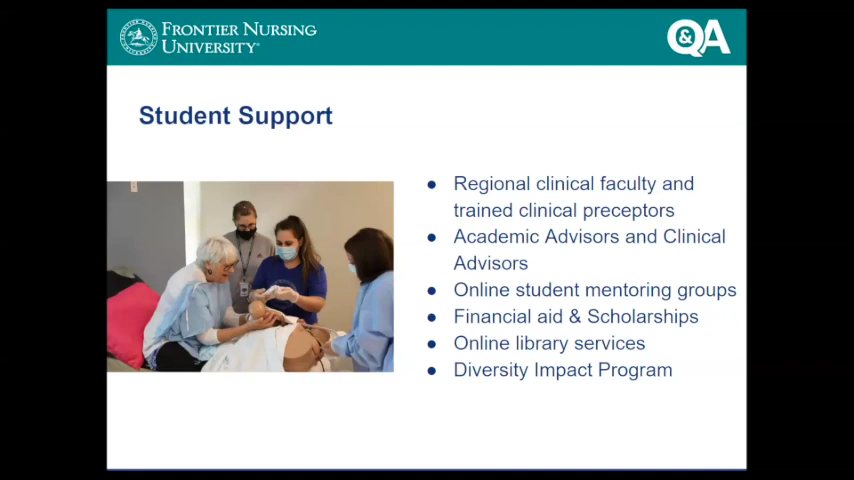 FRONTIER NURSING
UNIVERSITY®
Q&A
Student Support
● Regional clinical faculty and
trained clinical preceptors
● Academic Advisors and Clinical
Advisors
● Online student mentoring groups
● Financial aid & Scholarships
● Online library services
● Diversity Impact Program